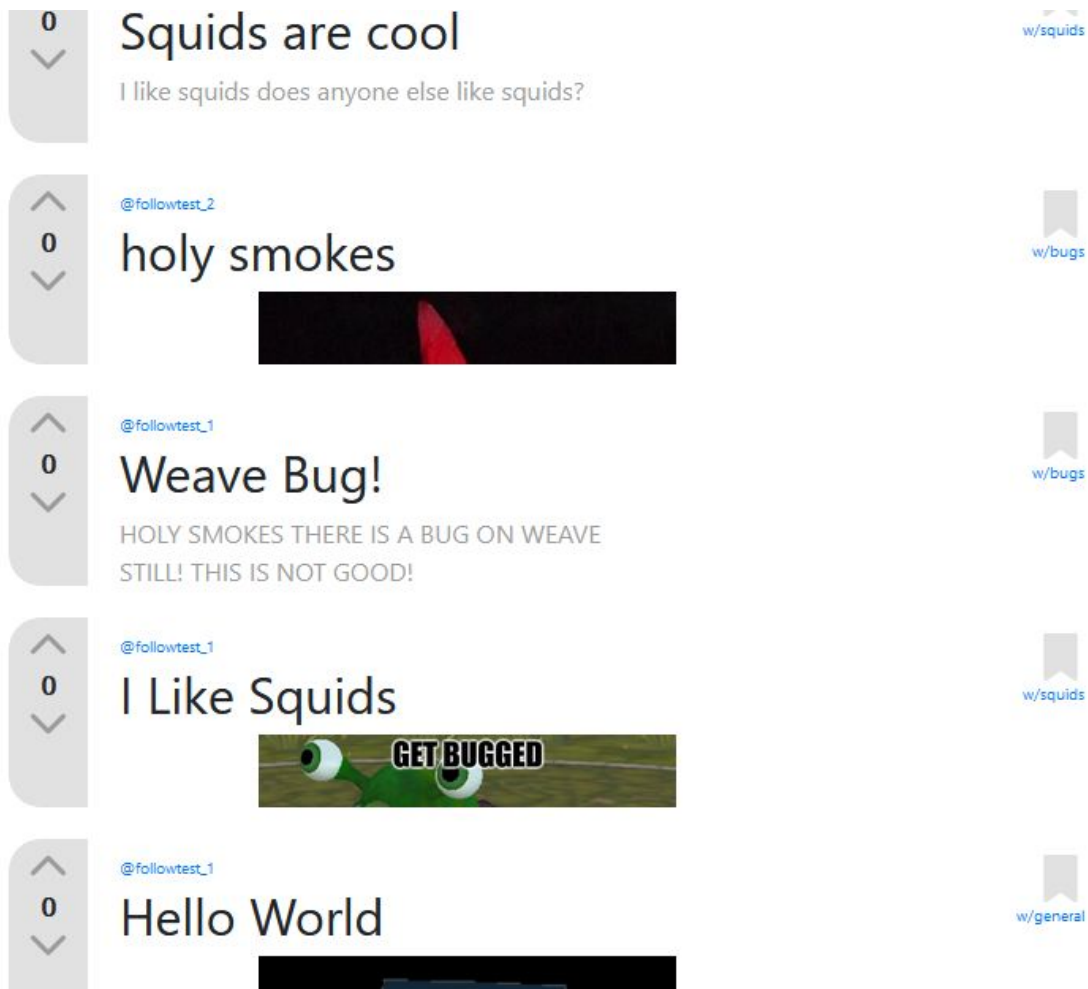 0
Squids are cool
w/squids
I like squids does anyone else like squids?
@followtest_2
0
holy smokes
w/bugs
@followtest_1
0
Weave Bug!
w/bugs
HOLY SMOKES THERE IS A BUG ON WEAVE
STILL! THIS IS NOT GOOD!
@followtest_1
0
I Like Squids
w/squids
GET BUGGED
@followtest_1
0
Hello World
w/general